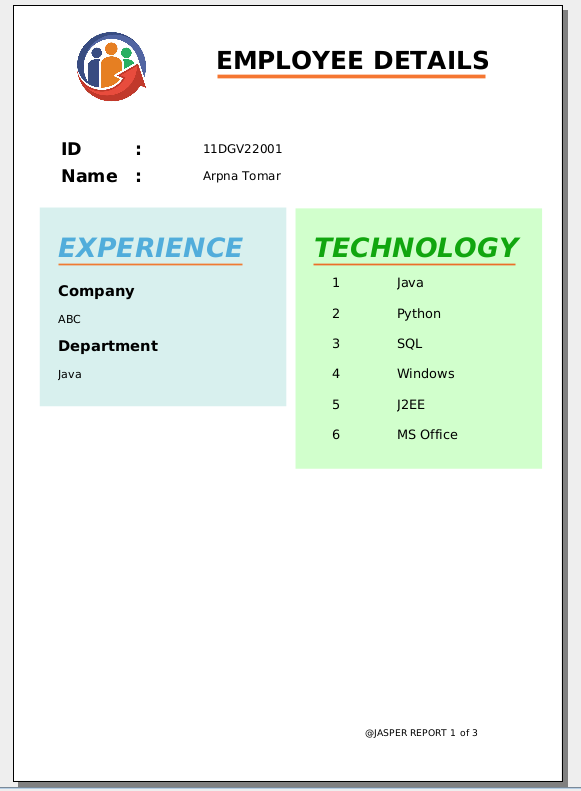 EMPLOYEE DETAILS
ID : 11DGV22001
Name : Arpna Tomar
EXPERIENCE
Company
ABC
Department
Java
TECHNOLOGY
1 Java
2 Python
3 SQL
4 Windows
5 J2EE
6 MS Office
@JASPER REPORT 1 of 3